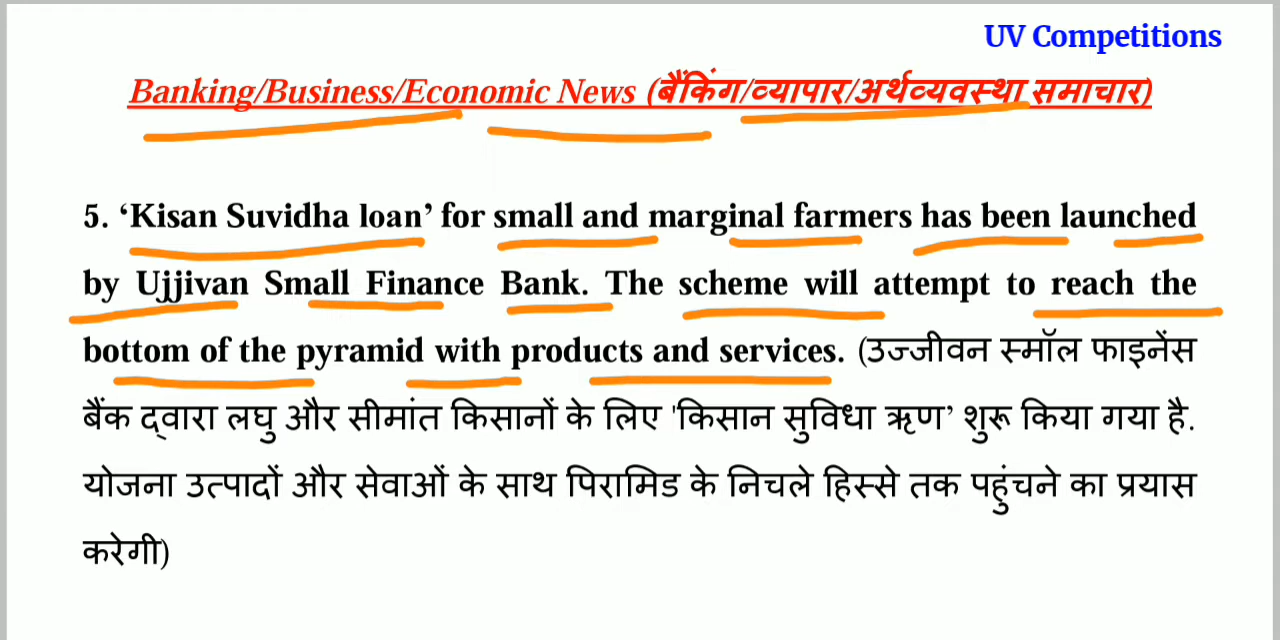 UV Competitions
Banking/Business/Economic News (बैंकिंग/व्यापार/अर्थव्यवस्था समाचार)
5. ‘Kisan Suvidha loan’ for small and marginal farmers has been launched
by Ujjivan Small Finance Bank. The scheme will attempt to reach the
bottom of the pyramid with products and services. (उज्जीवन स्मॉल फाइनेंस
बैंक द्वारा लघु और सीमांत किसानों के लिए 'किसान सुविधा ऋण’ शुरू किया गया है.
योजना उत्पादों और सेवाओं के साथ पिरामिड के निचले हिस्से तक पहुंचने का प्रयास
करेगी)